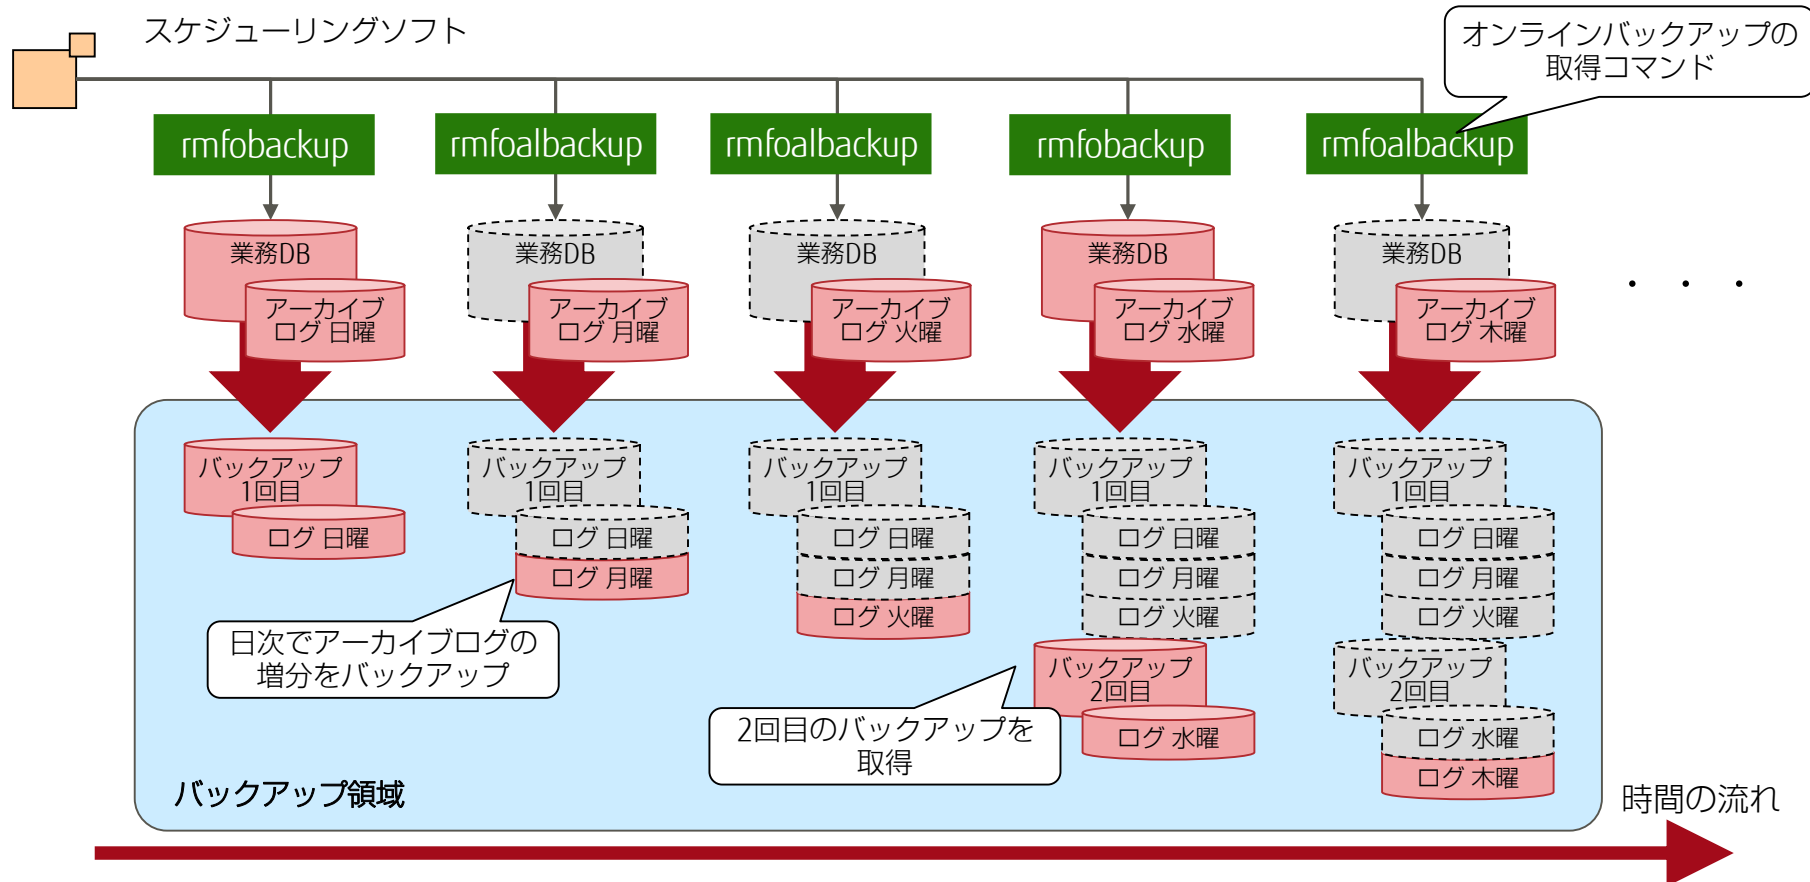 スケジューリングソフト
オンラインバックアップの
取得コマンド
rmfobackup
rmfoalbackup
rmfoalbackup
rmfobackup
rmfoalbackup
業務DB
アーカイブ
ログ 日曜
業務DB
アーカイブ
ログ 月曜
業務DB
アーカイブ
ログ 火曜
業務DB
アーカイブ
ログ 水曜
業務DB
アーカイブ
ログ 木曜
・ ・ ・
バックアップ
1回目
ログ 日曜
バックアップ
1回目
ログ 日曜
ログ 月曜
バックアップ
1回目
ログ 日曜
ログ 月曜
ログ 火曜
バックアップ
1回目
ログ 日曜
ログ 月曜
ログ 火曜
バックアップ
2回目
ログ 水曜
バックアップ
1回目
ログ 日曜
ログ 月曜
ログ 火曜
バックアップ
2回目
ログ 水曜
ログ 木曜
日次でアーカイブログの
増分をバックアップ
2回目のバックアップを
取得
バックアップ領域
時間の流れ